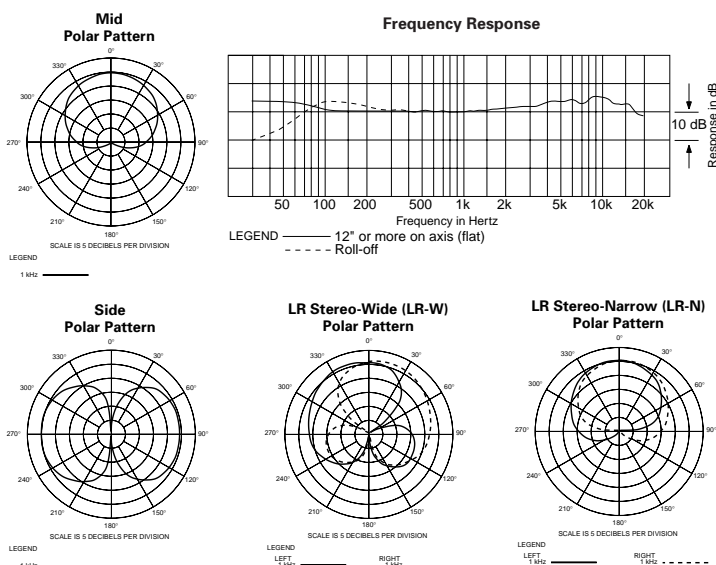 Mid
Polar Pattern
0°
330° 30°
300° 60°
270° 90°
240° 120°
210° 150°
180°
SCALE IS 5 DECIBELS PER DIVISION
LEGEND
1 kHz
Frequency Response
Response in dB
10 dB
50 100 200 500 1k 2k 5k 10k 20k
Frequency in Hertz
LEGEND 12" or more on axis (flat)
Roll-off
Side
Polar Pattern
0°
330° 30°
300° 60°
270° 90°
240° 120°
210° 150°
180°
SCALE IS 5 DECIBELS PER DIVISION
LEGEND
1 kHz
LR Stereo-Wide (LR-W)
Polar Pattern
0°
330° 30°
300° 60°
270° 90°
240° 120°
210° 150°
180°
SCALE IS 5 DECIBELS PER DIVISION
LEGEND
LEFT RIGHT
1 kHz 1 kHz
LR Stereo-Narrow (LR-N)
Polar Pattern
0°
330° 30°
300° 60°
270° 90°
240° 120°
210° 150°
180°
SCALE IS 5 DECIBELS PER DIVISION
LEGEND
LEFT RIGHT
1 kHz 1 kHz